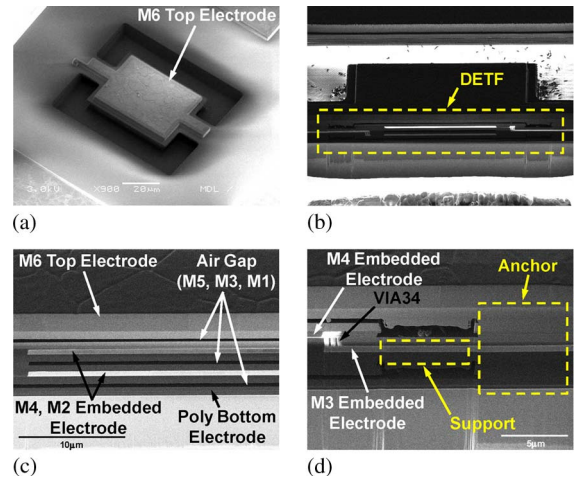 M6 Top Electrode
3.0kV X900 20μm MDL
(a)
DETF
(b)
M6 Top Electrode
Air Gap
(M5, M3, M1)
M4, M2 Embedded
Electrode
Poly Bottom
Electrode
10μm
(c)
M4 Embedded
Electrode
VIA34
Anchor
M3 Embedded
Electrode
Support
5μm
(d)